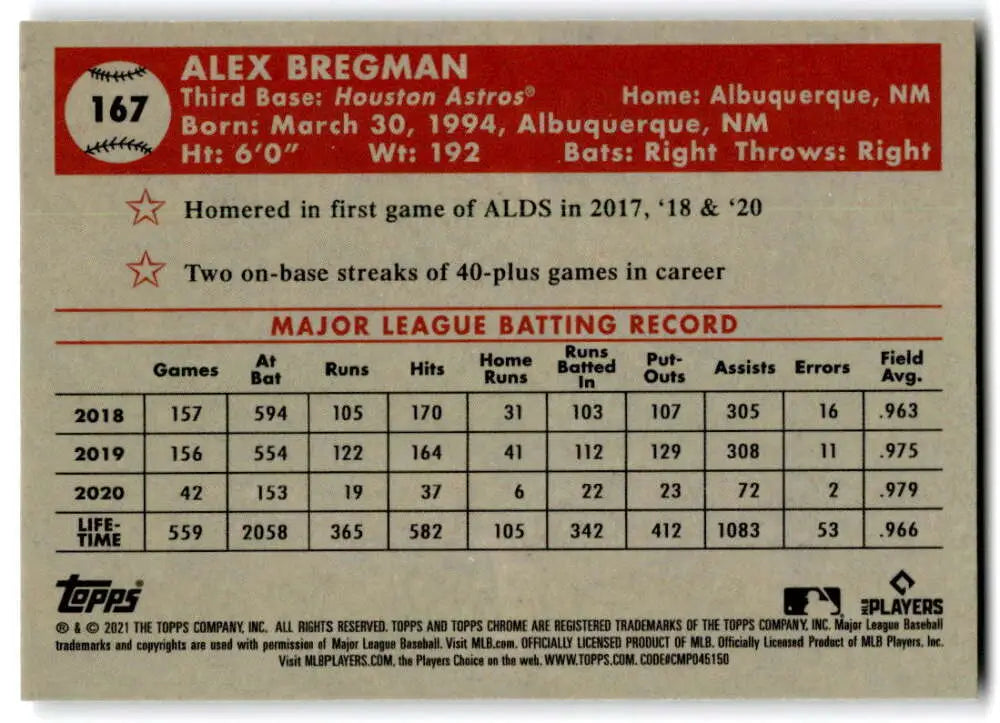 167
ALEX BREGMAN
Third Base: Houston Astros® Home: Albuquerque, NM
Born: March 30, 1994, Albuquerque, NM
Ht: 6'0" Wt: 192 Bats: Right Throws: Right
Homered in first game of ALDS in 2017, ‘18 & ‘20
Two on-base streaks of 40-plus games in career
MAJOR LEAGUE BATTING RECORD
Games At Bat Runs Hits Home Runs Runs Batted In Put-Outs Assists Errors Field Avg.
2018 157 594 105 170 31 103 107 305 16 .963
2019 156 554 122 164 41 112 129 308 11 .975
2020 42 153 19 37 6 22 23 72 2 .979
LIFE-TIME 559 2058 365 582 105 342 412 1083 53 .966
Topps®
MLB PLAYERS
® & © 2021 THE TOPPS COMPANY, INC. ALL RIGHTS RESERVED. TOPPS AND TOPPS CHROME ARE REGISTERED TRADEMARKS OF THE TOPPS COMPANY, INC. Major League Baseball
trademarks and copyrights are used with permission of Major League Baseball. Visit MLB.com. OFFICIALLY LICENSED PRODUCT OF MLB. Officially Licensed Product of MLB Players, Inc.
Visit MLBPLAYERS.COM, the Players Choice on the web. WWW.TOPPS.COM. CODE#CMP045150